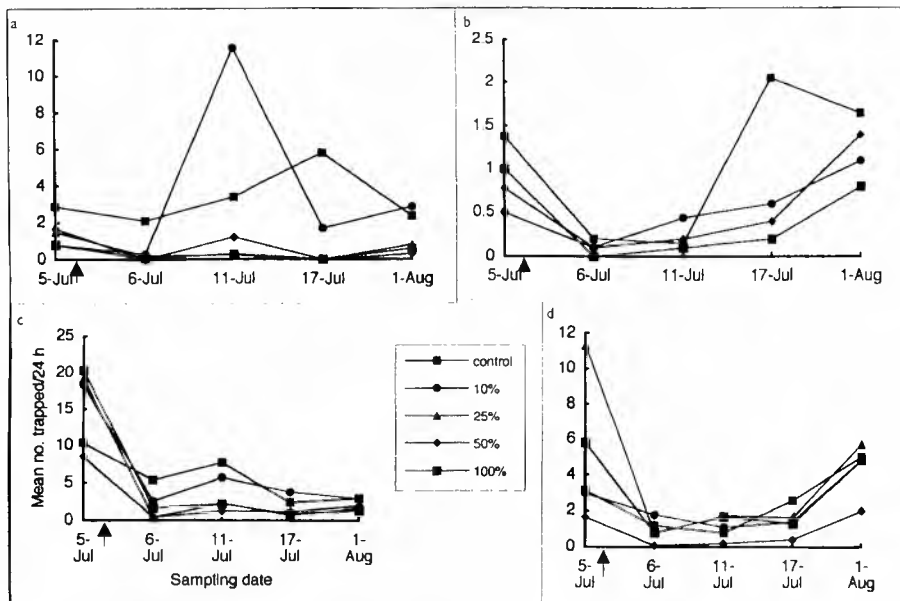 a
12
10
8
6
4
2
0
5-Jul
6-Jul
11-Jul
17-Jul
1-Aug
b
2.5
2
1.5
1
0.5
0
5-Jul
6-Jul
11-Jul
17-Jul
1-Aug
c
Mean no. trapped/24 h
25
20
15
10
5
0
5-
Jul
6-
Jul
11-
Jul
17-
Jul
1-
Aug
Sampling date
control
10%
25%
50%
100%
d
12
10
8
6
4
2
0
5-
Jul
6-
Jul
11-
Jul
17-
Jul
1-
Aug